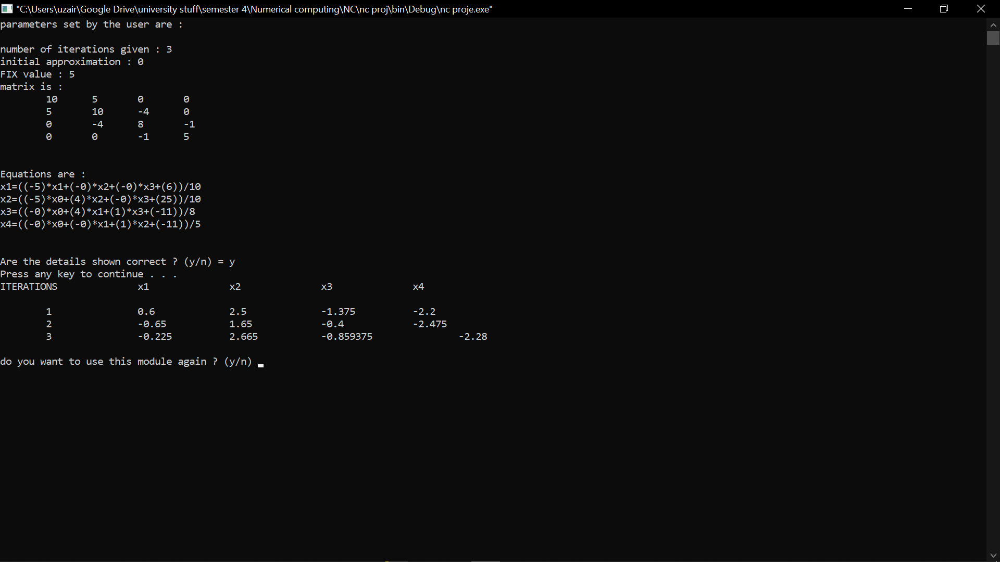 "C:\Users\uzair\Google Drive\university stuff\semester 4\Numerical computing\NC\nc proj\bin\Debug\nc proje.exe"
parameters set by the user are :
number of iterations given : 3
initial approximation : 0
FIX value : 5
matrix is :
10 5 0 0
5 10 -4 0
0 -4 8 -1
0 0 -1 5
Equations are :
x1=((-5)*x1+(-0)*x2+(-0)*x3+(6))/10
x2=((-5)*x0+(4)*x2+(-0)*x3+(25))/10
x3=((-0)*x0+(4)*x1+(1)*x3+(-11))/8
x4=((-0)*x0+(-0)*x1+(1)*x2+(-11))/5
Are the details shown correct ? (y/n) = y
Press any key to continue . . .
ITERATIONS x1 x2 x3 x4
1 0.6 2.5 -1.375 -2.2
2 -0.65 1.65 -0.4 -2.475
3 -0.225 2.665 -0.859375 -2.28
do you want to use this module again ? (y/n)